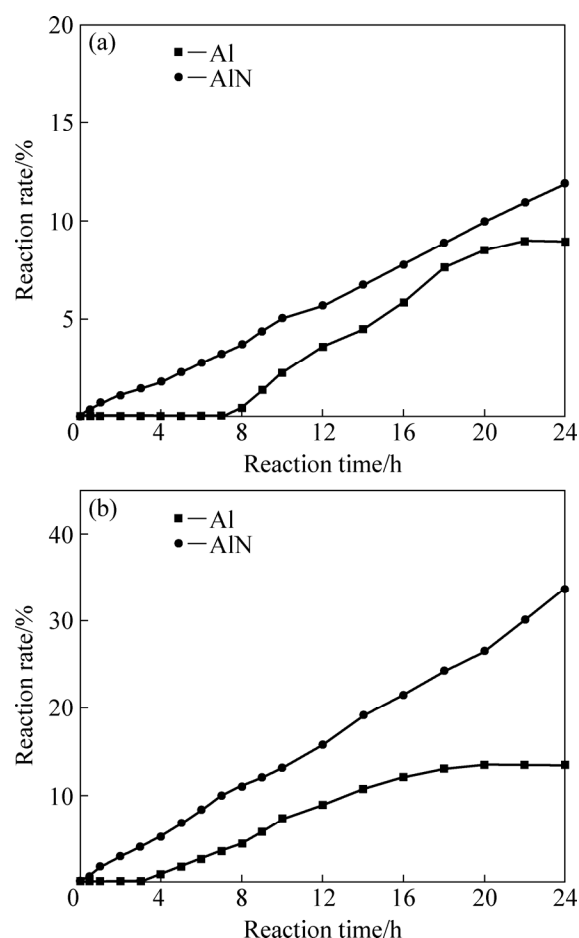 (a)
Al
AlN
20
15
10
5
0
4
8
12
16
20
24
Reaction rate/%
Reaction time/h
(b)
Al
AlN
40
30
20
10
0
4
8
12
16
20
24
Reaction rate/%
Reaction time/h